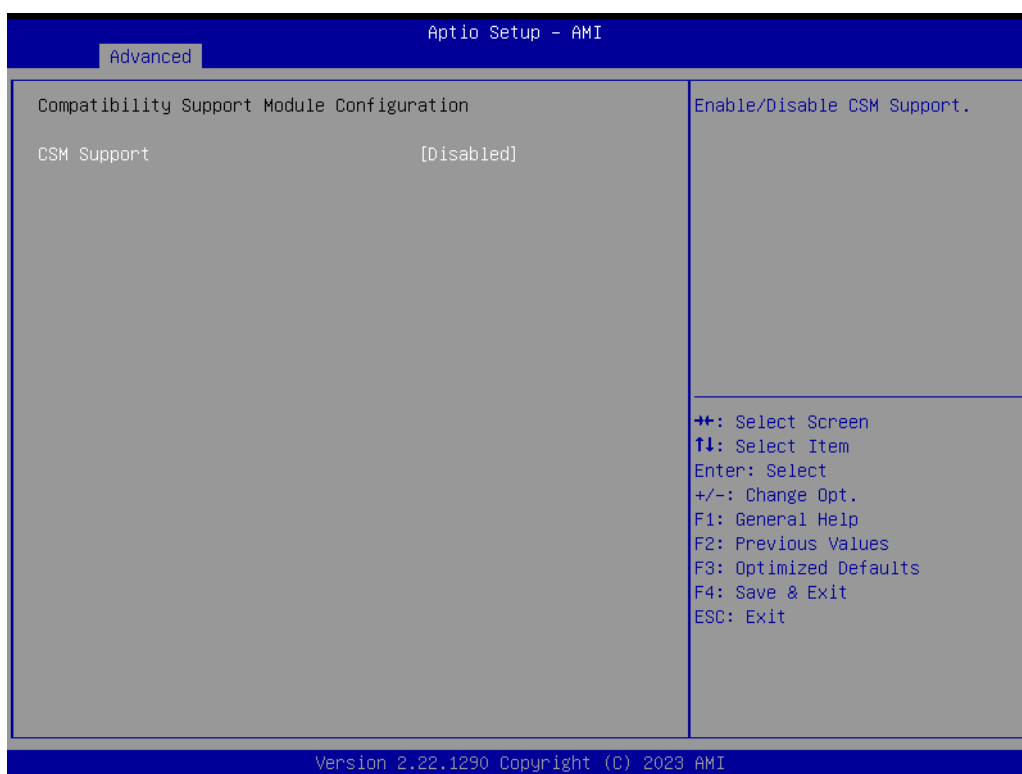 Aptio Setup - AMI
Advanced
Compatibility Support Module Configuration
CSM Support [Disabled]
Enable/Disable CSM Support.
→←: Select Screen
↑↓: Select Item
Enter: Select
+/-: Change Opt.
F1: General Help
F2: Previous Values
F3: Optimized Defaults
F4: Save & Exit
ESC: Exit
Version 2.22.1290 Copyright (C) 2023 AMI